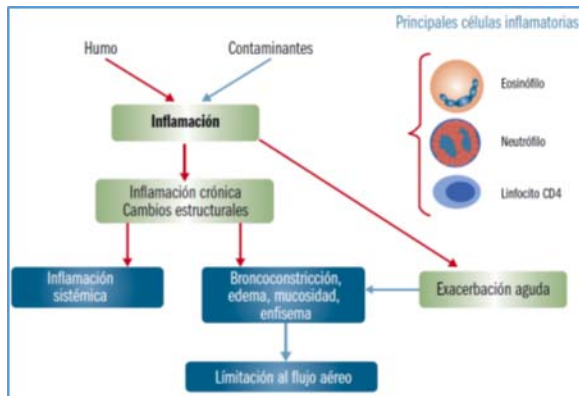 Principales células inflamatorias
Humo
Contaminantes
Eosinófilo
Inflamación
Neutrófilo
Inflamación crónica
Cambios estructurales
Linfocito CD4
Inflamación
sistémica
Broncoconstricción,
edema, mucosidad,
enfisema
Exacerbación aguda
Límitación al flujo aéreo